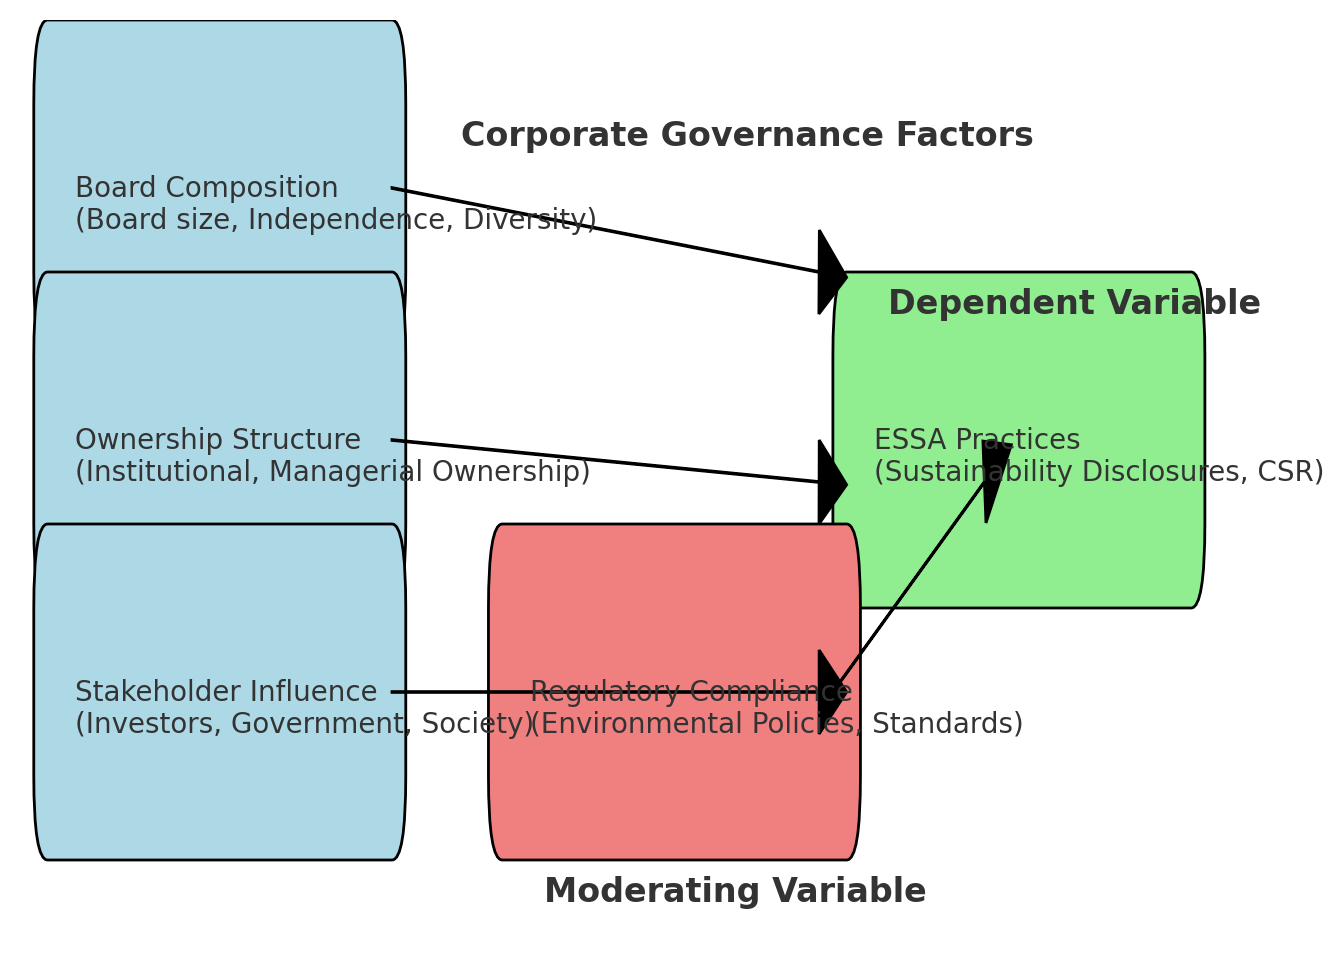 Corporate Governance Factors
Board Composition
(Board size, Independence, Diversity)
Dependent Variable
Ownership Structure
(Institutional, Managerial Ownership)
ESSA Practices
(Sustainability Disclosures, CSR)
Stakeholder Influence
(Investors, Government, Society)
Regulatory Compliance
(Environmental Policies, Standards)
Moderating Variable